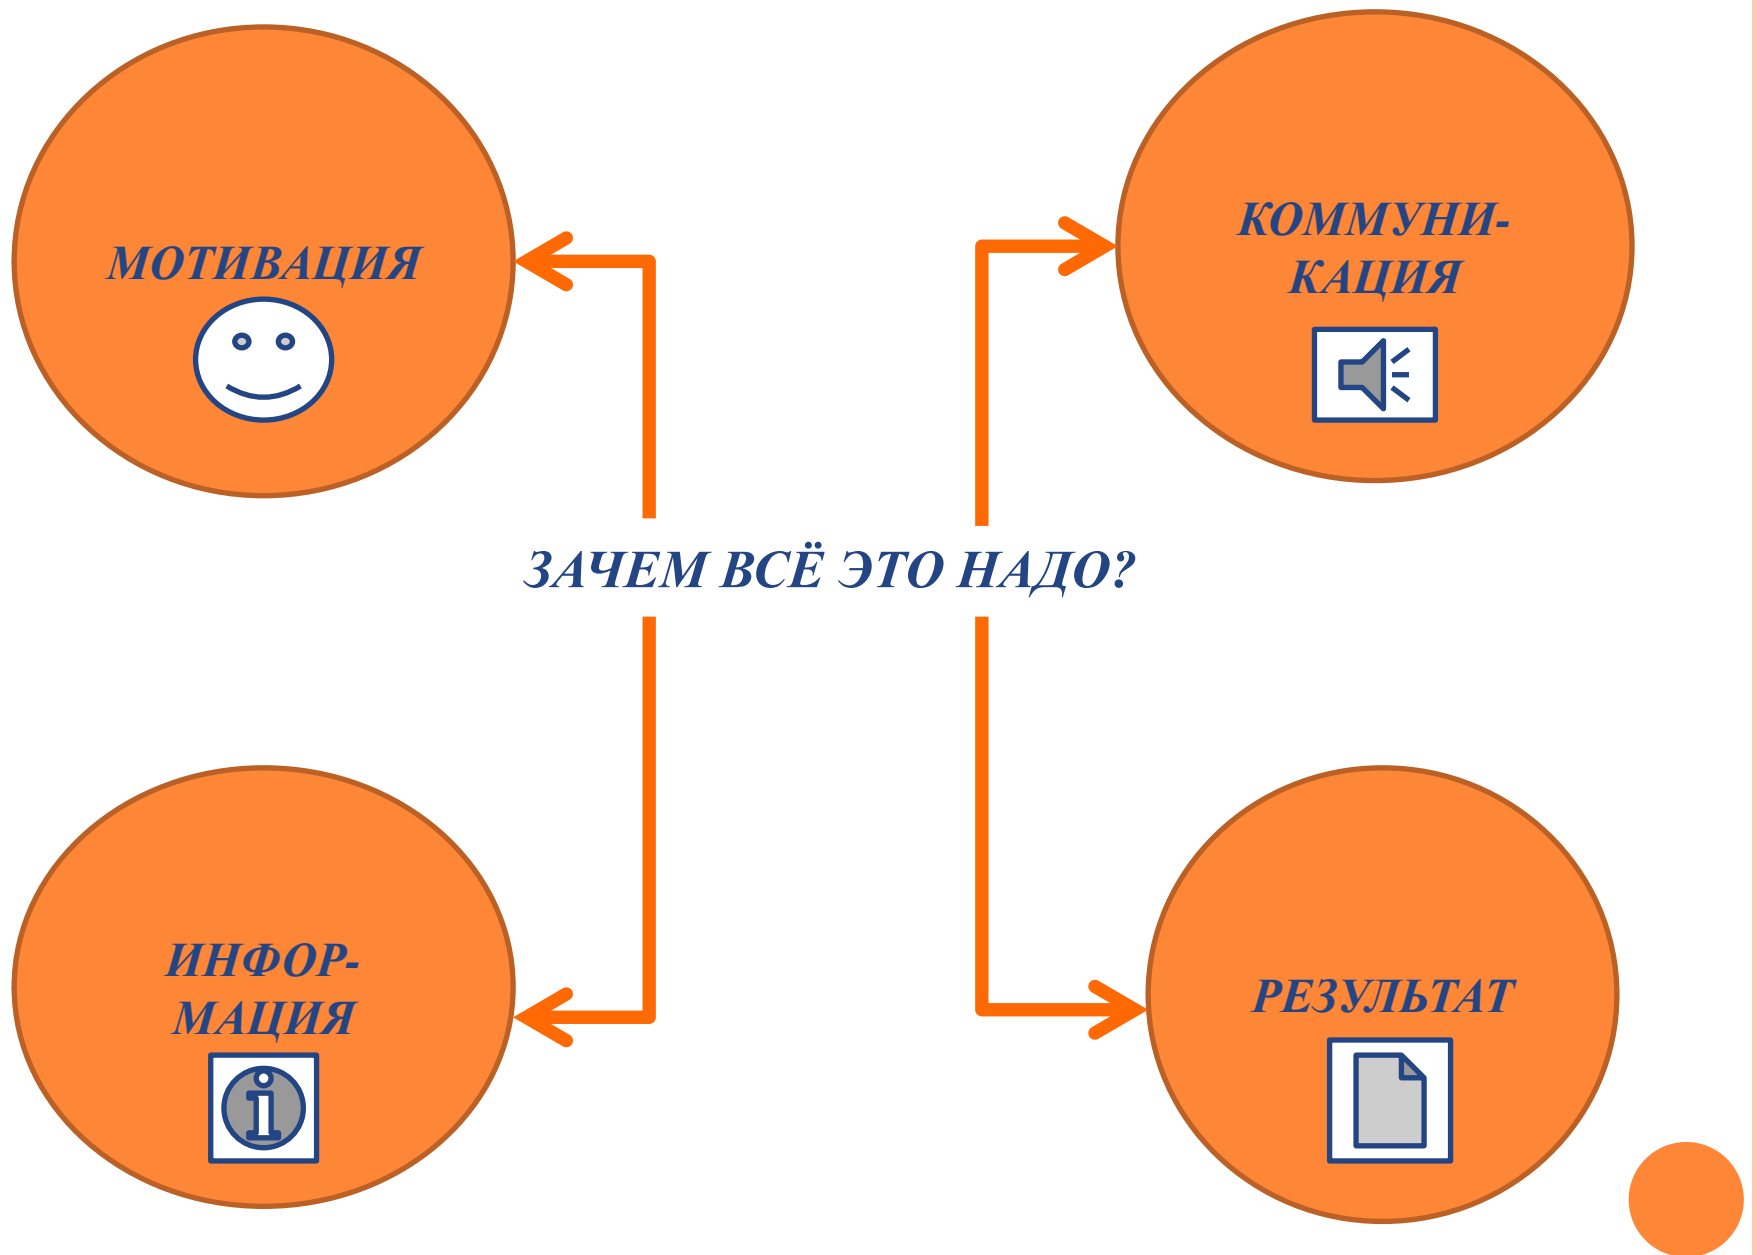 МОТИВАЦИЯ
КОММУНИ-
КАЦИЯ
ЗАЧЕМ ВСЁ ЭТО НАДО?
ИНФОР-
МАЦИЯ
РЕЗУЛЬТАТ